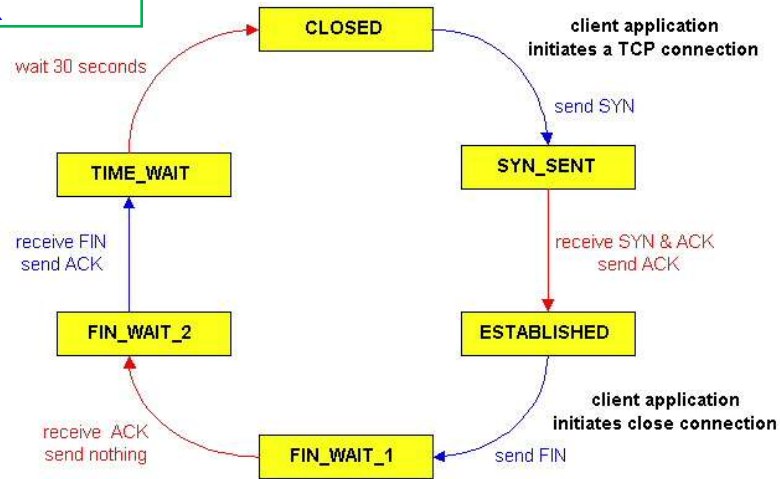 CLOSED
client application
initiates a TCP connection
wait 30 seconds
send SYN
TIME_WAIT
SYN_SENT
receive FIN
send ACK
receive SYN & ACK
send ACK
FIN_WAIT_2
ESTABLISHED
client application
initiates close connection
receive ACK
send nothing
FIN_WAIT_1
send FIN